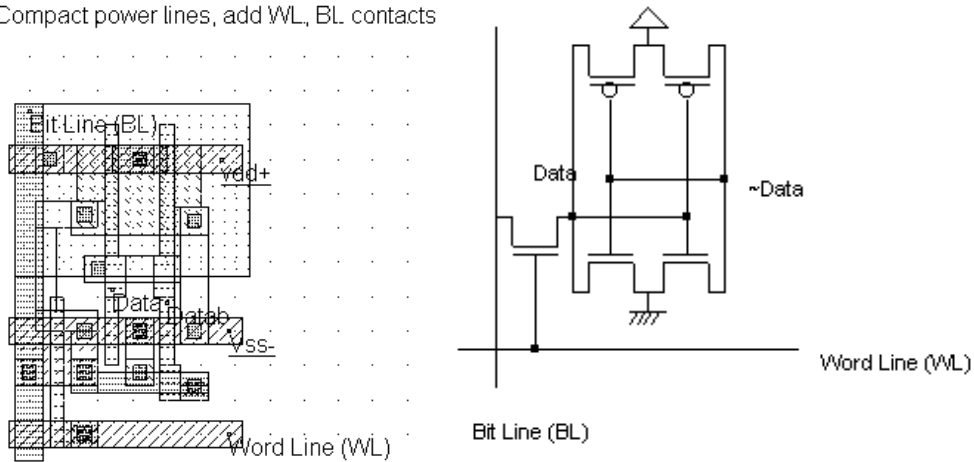 Compact power lines, add WL, BL contacts
Bit Line (BL)
vdd+
Data
Datab
Vss-
Word Line (WL)
Data
~Data
Word Line (WL)
Bit Line (BL)